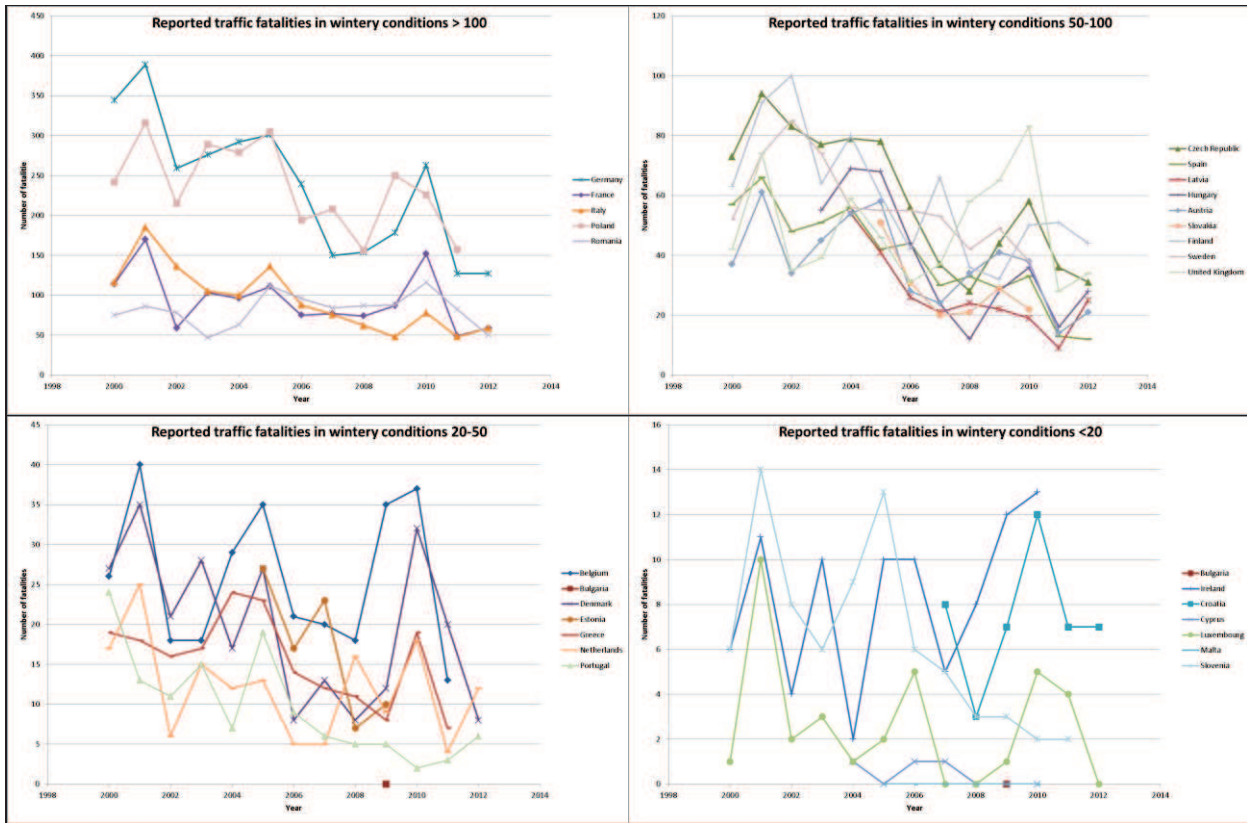 Reported traffic fatalities in wintery conditions > 100
450
400
350
300
250
200
150
100
50
0
Number of fatalities
1998
2000
2002
2004
2006
2008
2010
2012
2014
Year
Germany
France
Italy
Poland
Romania
Reported traffic fatalities in wintery conditions 50-100
120
100
80
60
40
20
0
Number of fatalities
1998
2000
2002
2004
2006
2008
2010
2012
2014
Year
Czech Republic
Spain
Latvia
Hungary
Austria
Slovakia
Finland
Sweden
United Kingdom
Reported traffic fatalities in wintery conditions 20-50
45
40
35
30
25
20
15
10
5
0
Number of fatalities
1998
2000
2002
2004
2006
2008
2010
2012
2014
Year
Belgium
Bulgaria
Denmark
Estonia
Greece
Netherlands
Portugal
Reported traffic fatalities in wintery conditions <20
16
14
12
10
8
6
4
2
0
Number of fatalities
1998
2000
2002
2004
2006
2008
2010
2012
2014
Year
Bulgaria
Ireland
Croatia
Cyprus
Luxembourg
Malta
Slovenia